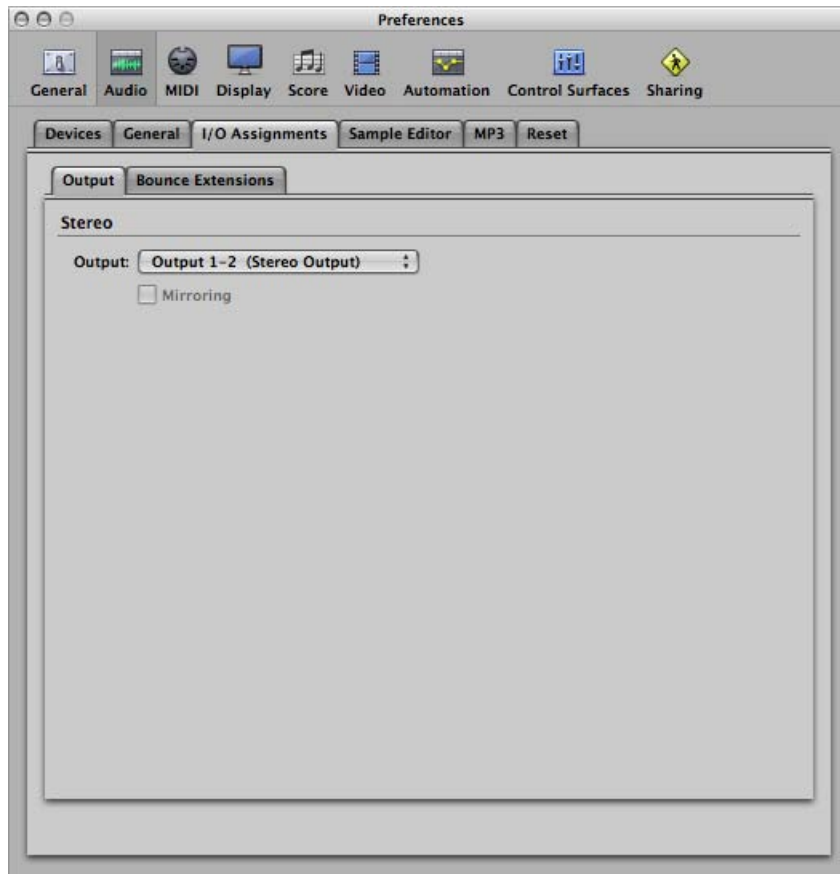 Preferences
General Audio MIDI Display Score Video Automation Control Surfaces Sharing
Devices General I/O Assignments Sample Editor MP3 Reset
Output Bounce Extensions
Stereo
Output: Output 1-2 (Stereo Output)
Mirroring